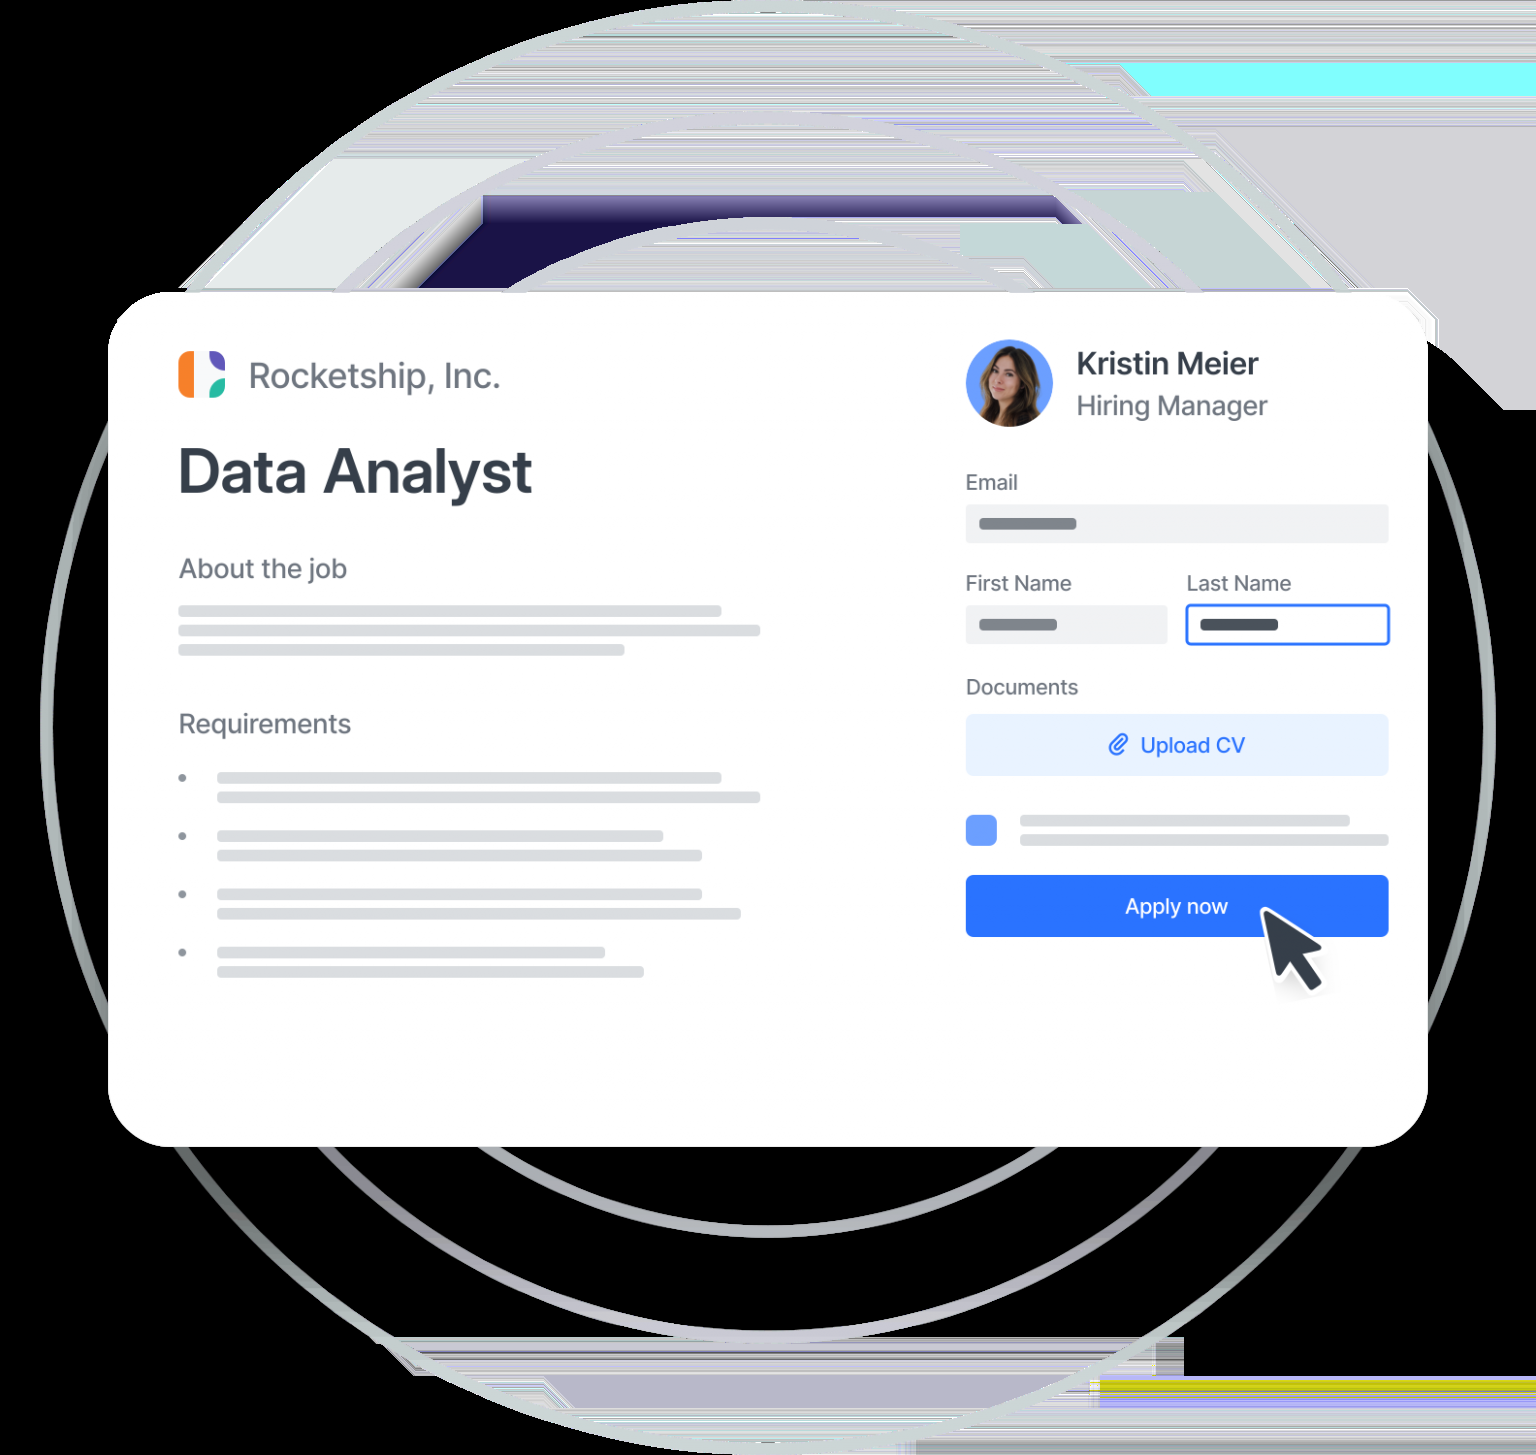 Rocketship, Inc.
Data Analyst
About the job
Requirements
Kristin Meier
Hiring Manager
Email
First Name
Last Name
Documents
Upload CV
Apply now